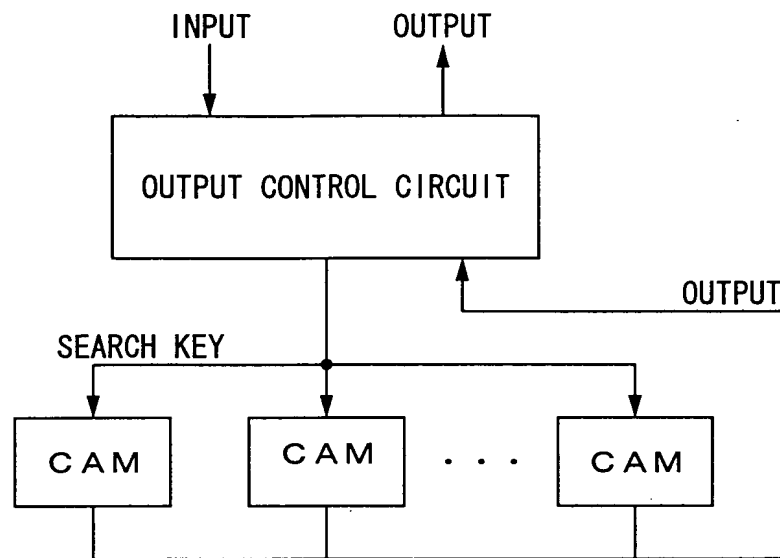 INPUT
OUTPUT
OUTPUT CONTROL CIRCUIT
OUTPUT
SEARCH KEY
CAM
CAM
. . .
CAM